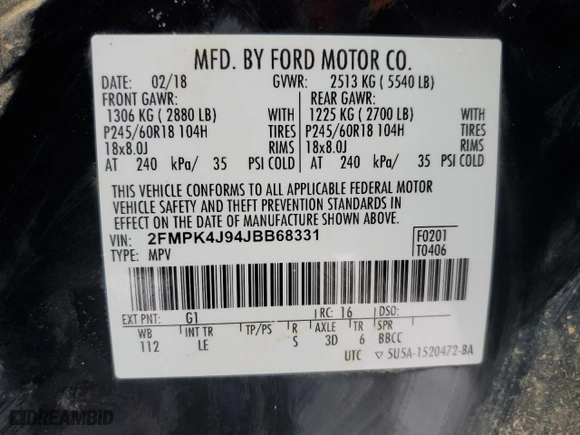 MFD. BY FORD MOTOR CO.
DATE: 02/18 GVWR: 2513 KG ( 5540 LB)
FRONT GAWR: REAR GAWR:
1306 KG ( 2880 LB) WITH 1225 KG ( 2700 LB) WITH
P245/60R18 104H TIRES P245/60R18 104H TIRES
18x8.0J RIMS 18x8.0J RIMS
AT 240 kPa/ 35 PSI COLD AT 240 kPa/ 35 PSI COLD
THIS VEHICLE CONFORMS TO ALL APPLICABLE FEDERAL MOTOR
VEHICLE SAFETY AND THEFT PREVENTION STANDARDS IN
EFFECT ON THE DATE OF MANUFACTURE SHOWN ABOVE.
VIN: 2FMPK4J94JBB68331 F0201
TYPE: MPV T0406
EXT PNT: G1 RC: 16 DSO:
WB INT TR TP/PS R AXLE TR SPR
112 LE S 3D 6 BBCC
UTC ▽ 5U5A-1520472-BA
DREAMBID